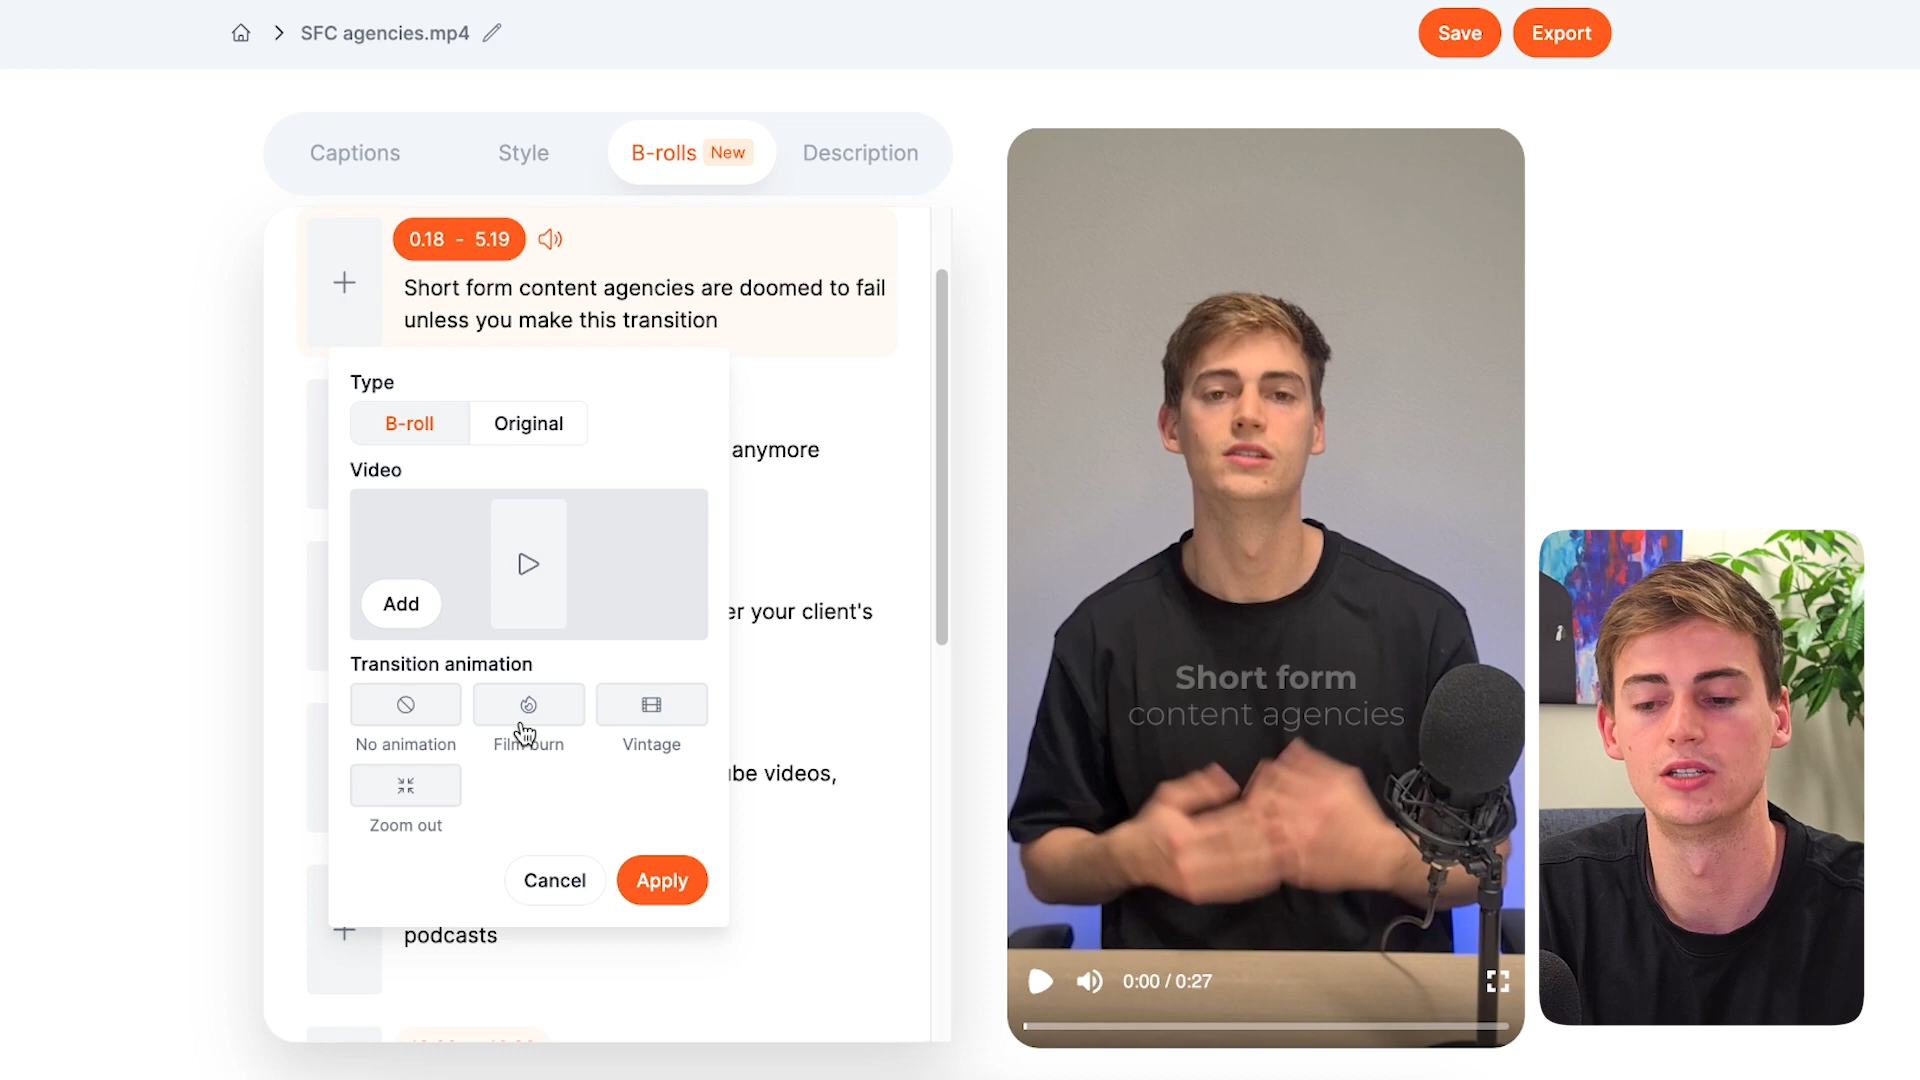 SFC agencies.mp4
Save
Export
Captions
Style
B-rolls New
Description
0.18 - 5.19
Short form content agencies are doomed to fail
unless you make this transition
Type
B-roll
Original
anymore
Video
Add
er your client's
Transition animation
No animation
Film burn
Vintage
be videos,
Zoom out
Cancel
Apply
podcasts
Short form
content agencies
0:00 / 0:27